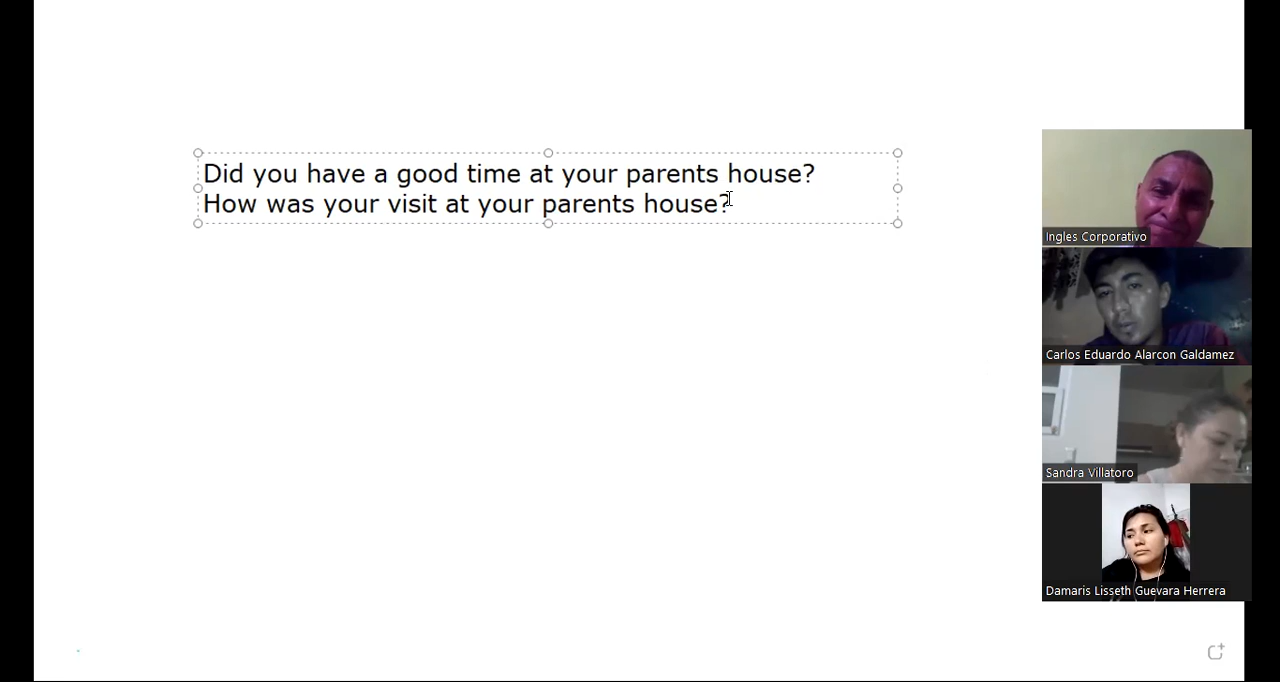 Did you have a good time at your parents house?
How was your visit at your parents house?
Ingles Corporativo
Carlos Eduardo Alarcon Galdamez
Sandra Villatoro
Damaris Lisseth Guevara Herrera